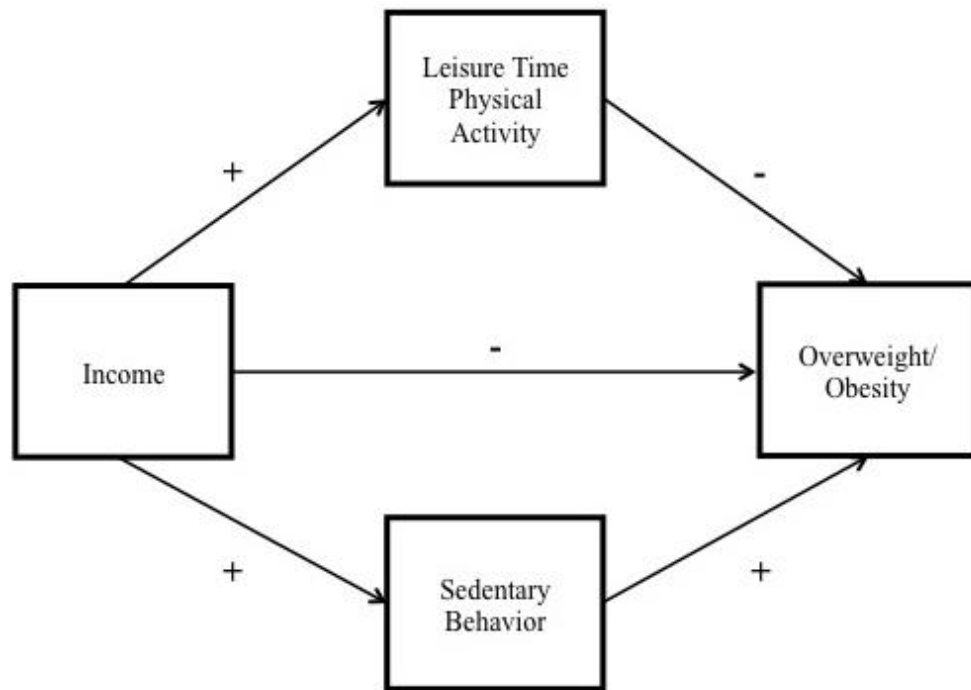 Leisure Time
Physical
Activity
+
-
Income
-
Overweight/
Obesity
+
+
Sedentary
Behavior